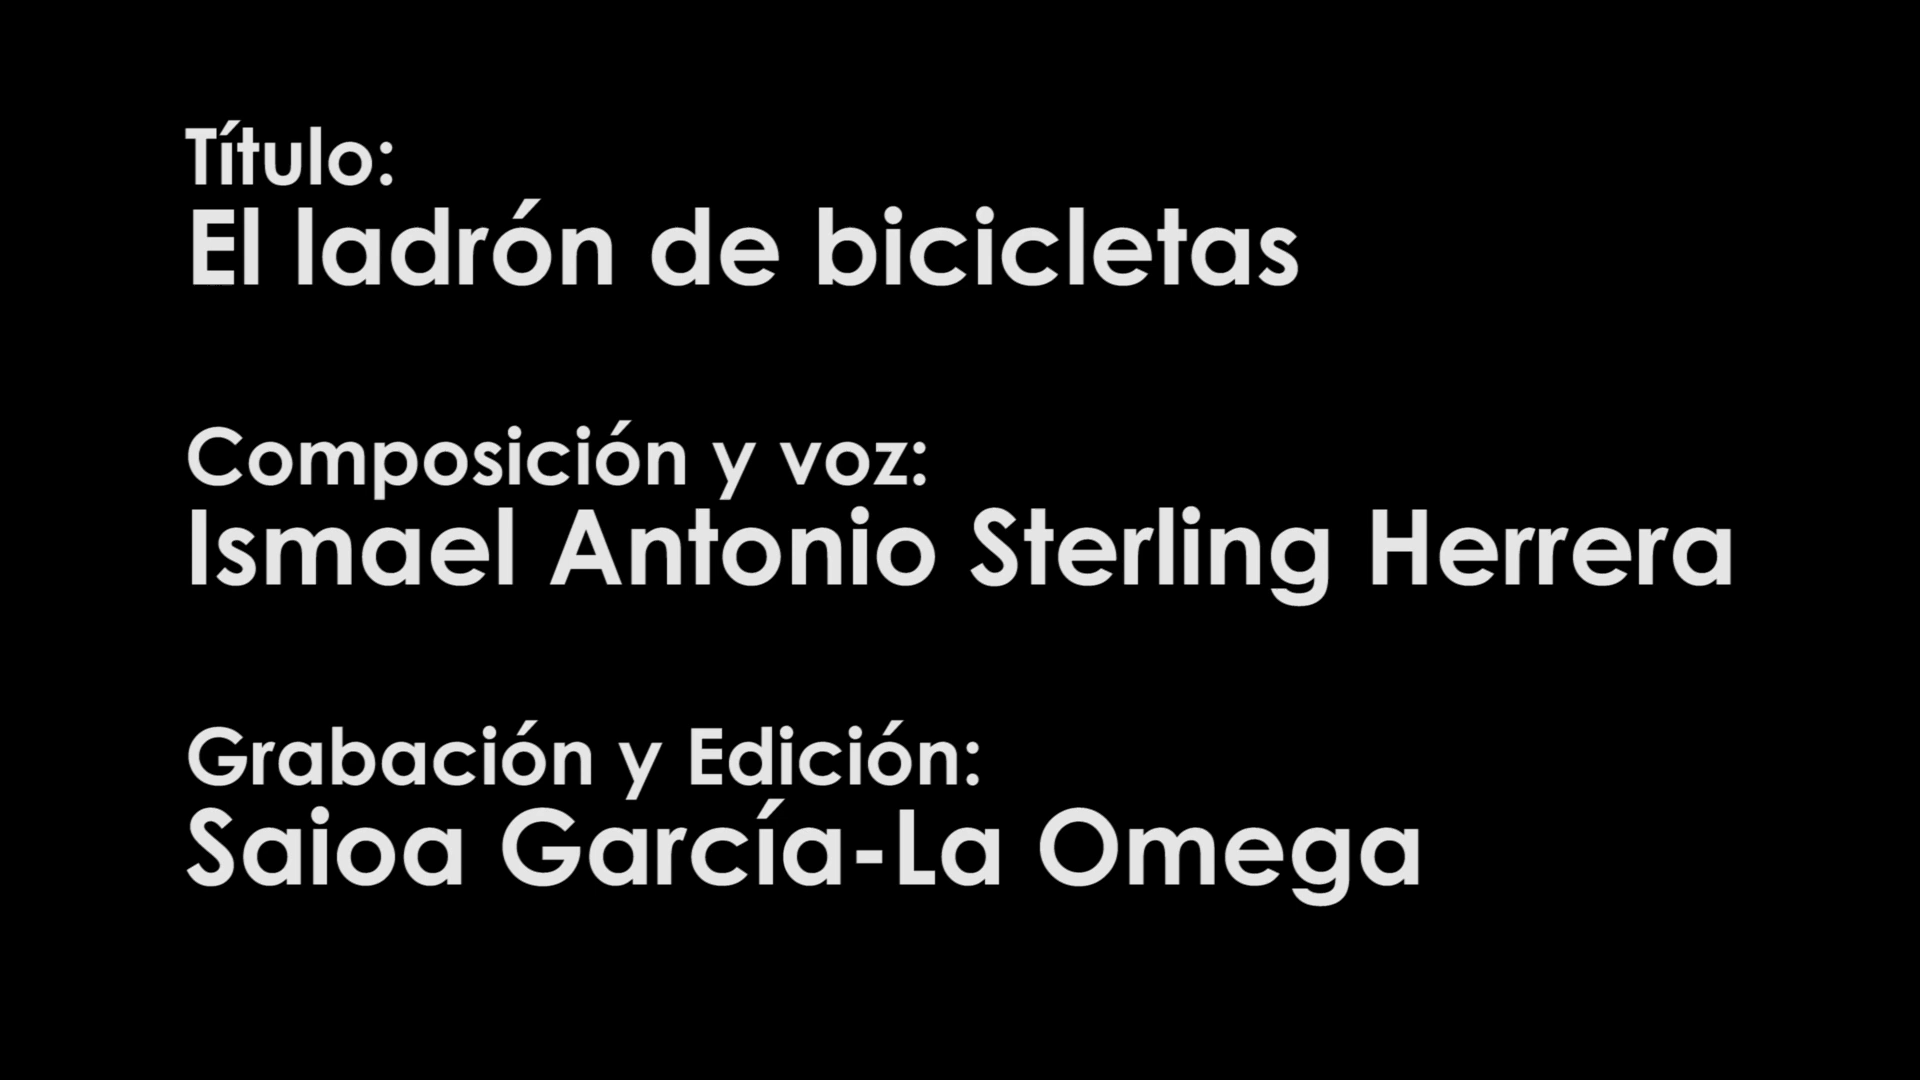 Título:
El ladrón de bicicletas
Composición y voz:
Ismael Antonio Sterling Herrera
Grabación y Edición:
Saioa García-La Omega